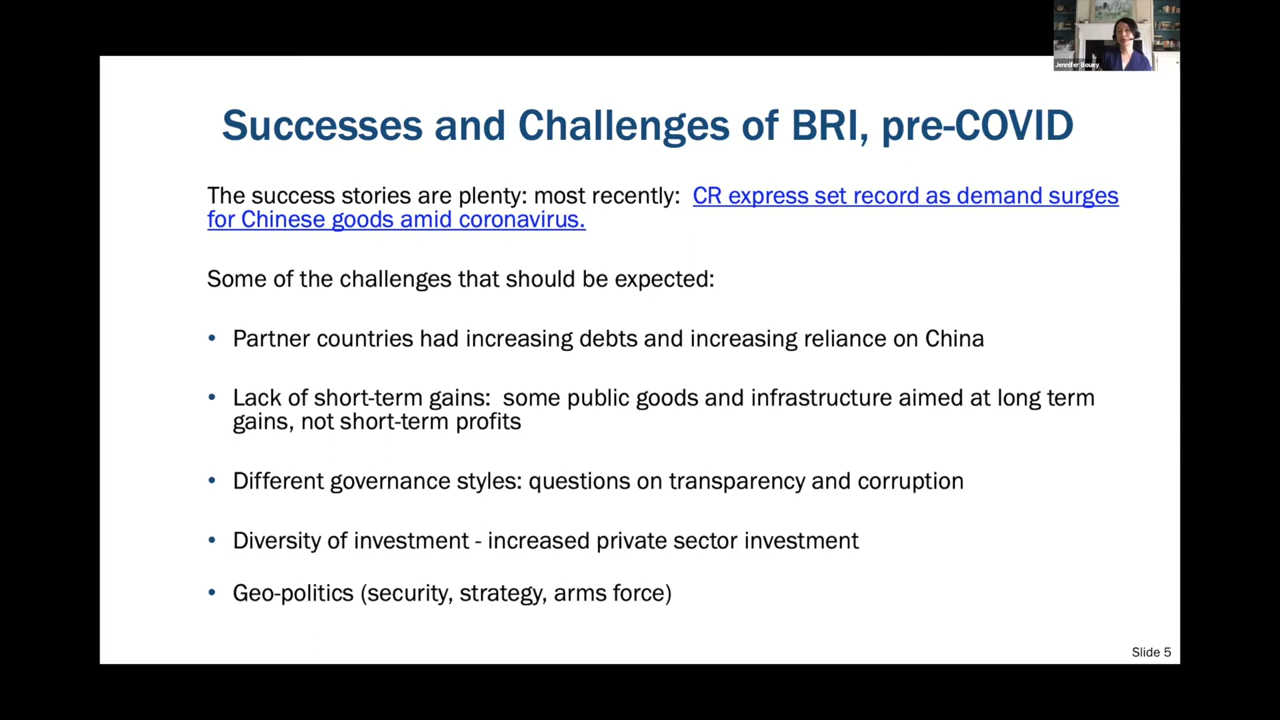 Jennifer Bouey
Successes and Challenges of BRI, pre-COVID
The success stories are plenty: most recently:  CR express set record as demand surges
for Chinese goods amid coronavirus.
Some of the challenges that should be expected:
• Partner countries had increasing debts and increasing reliance on China
• Lack of short-term gains:  some public goods and infrastructure aimed at long term
gains, not short-term profits
• Different governance styles: questions on transparency and corruption
• Diversity of investment - increased private sector investment
• Geo-politics (security, strategy, arms force)
Slide 5